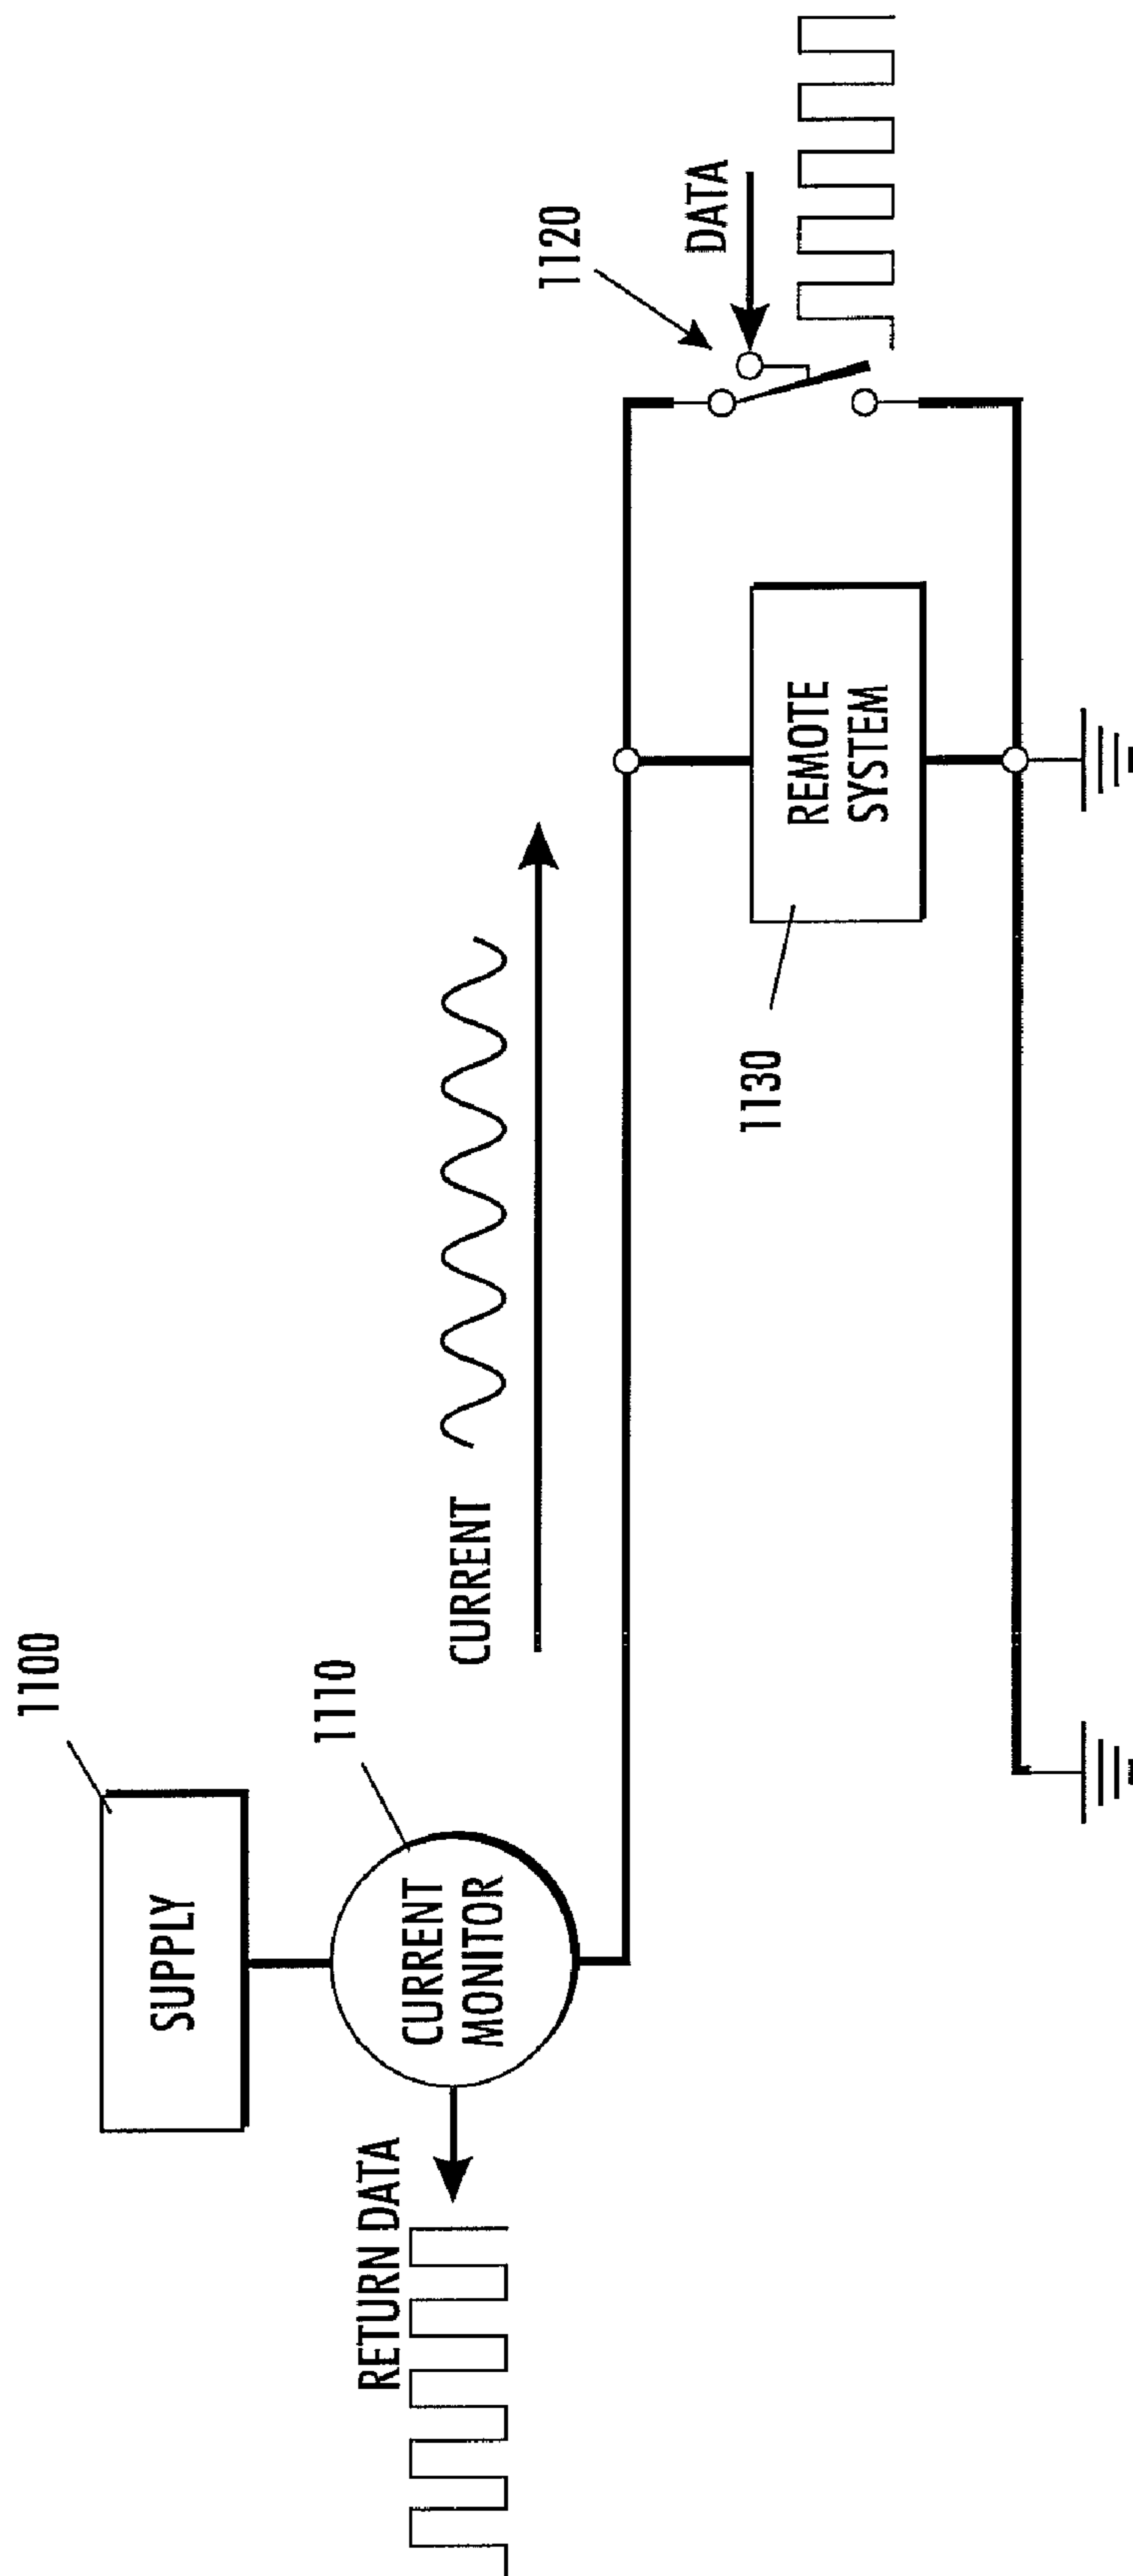 1100
SUPPLY
1110
CURRENT
MONITOR
RETURN DATA
CURRENT
1120
DATA
REMOTE
SYSTEM
1130